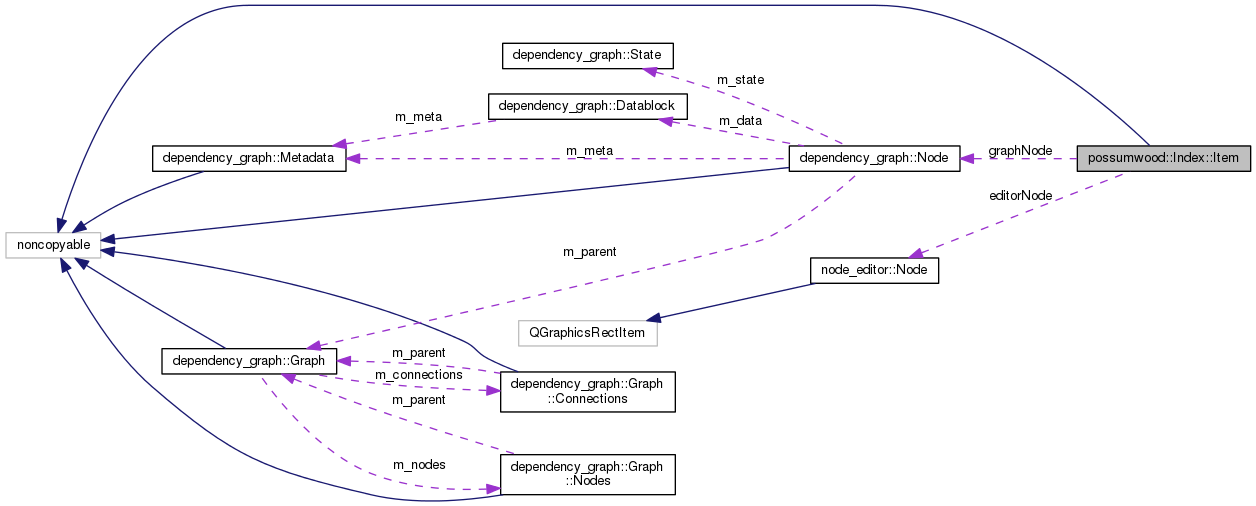 dependency_graph::State
m_state
dependency_graph::Datablock
m_meta
m_data
dependency_graph::Metadata
m_meta
dependency_graph::Node
graphNode
possumwood::Index::Item
editorNode
noncopyable
m_parent
node_editor::Node
QGraphicsRectItem
dependency_graph::Graph
m_parent
m_connections
dependency_graph::Graph
::Connections
m_parent
m_nodes
dependency_graph::Graph
::Nodes